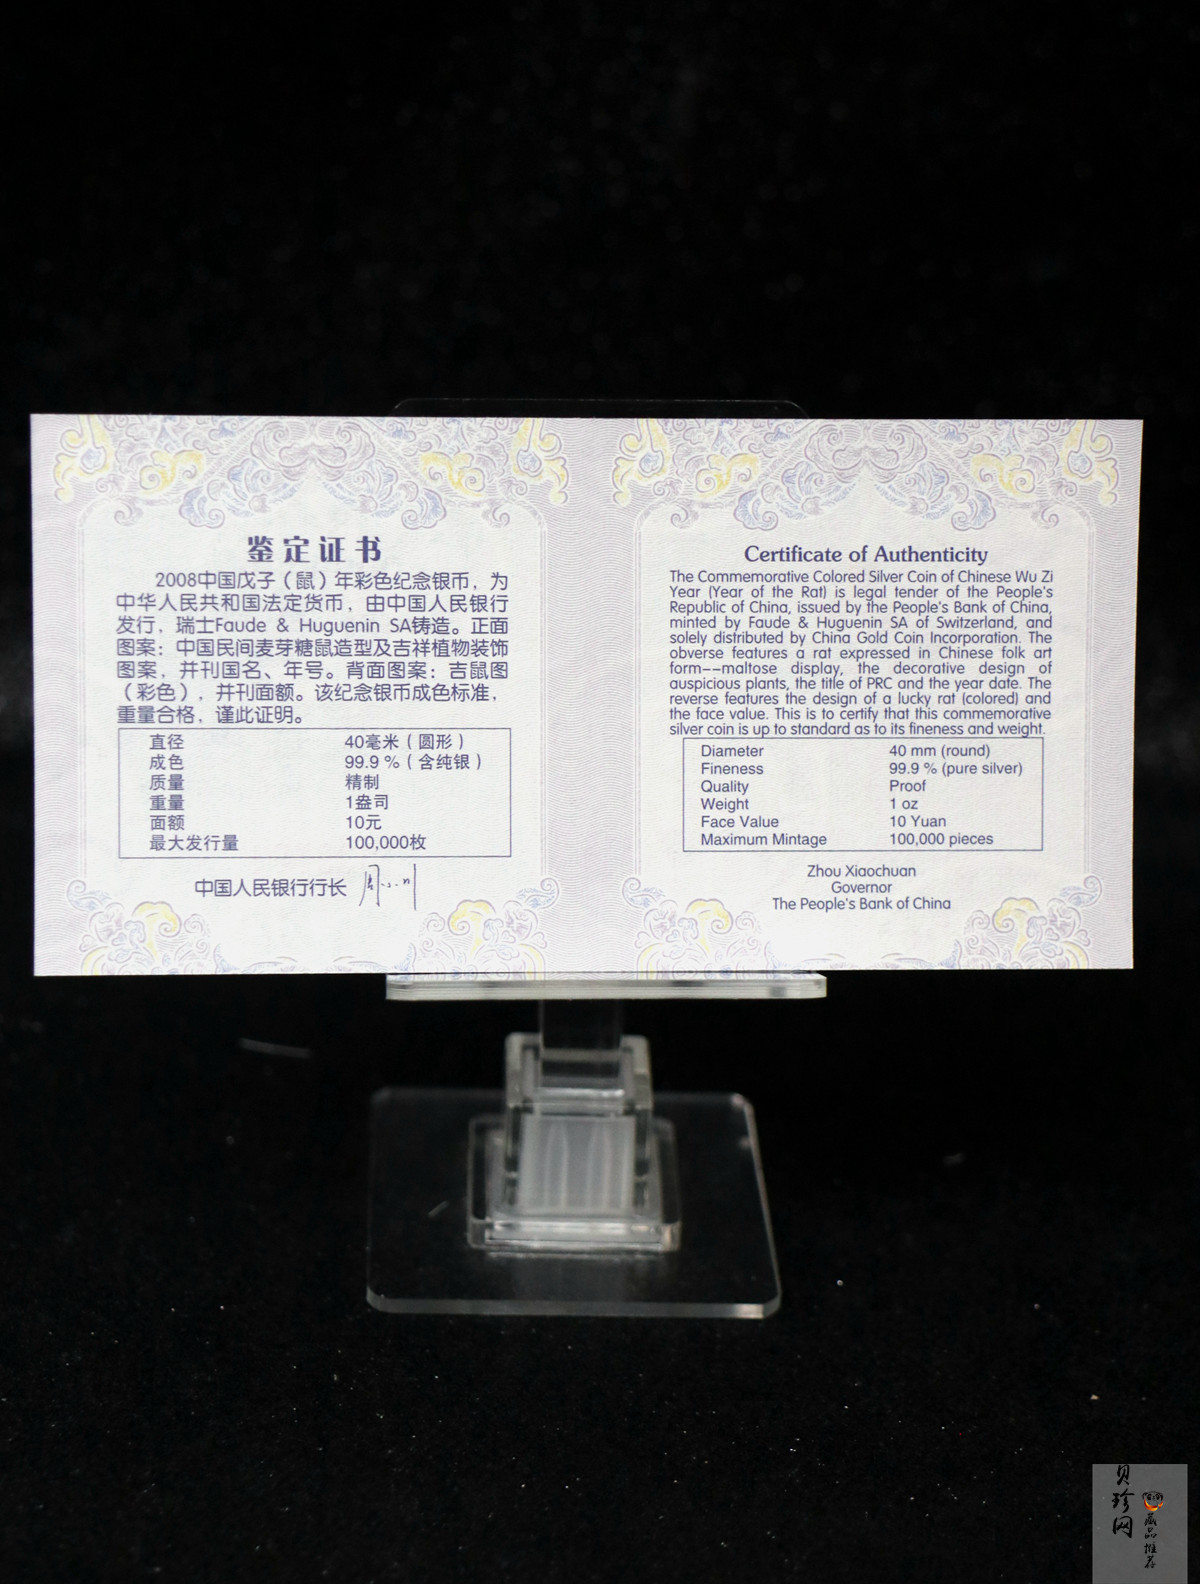 鉴定证书
2008中国戊子（鼠）年彩色纪念银币，为
中华人民共和国法定货币，由中国人民银行
发行，瑞士Faude & Huguenin SA铸造。正面
图案：中国民间麦芽糖鼠造型及吉祥植物装饰
图案，并刊国名、年号。背面图案：吉鼠图
（彩色），并刊面额。该纪念银币成色标准，
重量合格，谨此证明。
直径 40毫米（圆形）
成色 99.9%（含纯银）
质量 精制
重量 1盎司
面额 10元
最大发行量 100,000枚
中国人民银行行长 周小川
Certificate of Authenticity
The Commemorative Colored Silver Coin of Chinese Wu Zi
Year (Year of the Rat) is legal tender of the People's
Republic of China, issued by the People's Bank of China,
minted by Faude & Huguenin SA of Switzerland, and
solely distributed by China Gold Coin Incorporation. The
obverse features a rat expressed in Chinese folk art
form--maltose display, the decorative design of
auspicious plants, the title of PRC and the year date. The
reverse features the design of a lucky rat (colored) and
the face value. This is to certify that this commemorative
silver coin is up to standard as to its fineness and weight.
Diameter 40 mm (round)
Fineness 99.9 % (pure silver)
Quality Proof
Weight 1 oz
Face Value 10 Yuan
Maximum Mintage 100,000 pieces
Zhou Xiaochuan
Governor
The People's Bank of China
贝珍网
藏品推荐